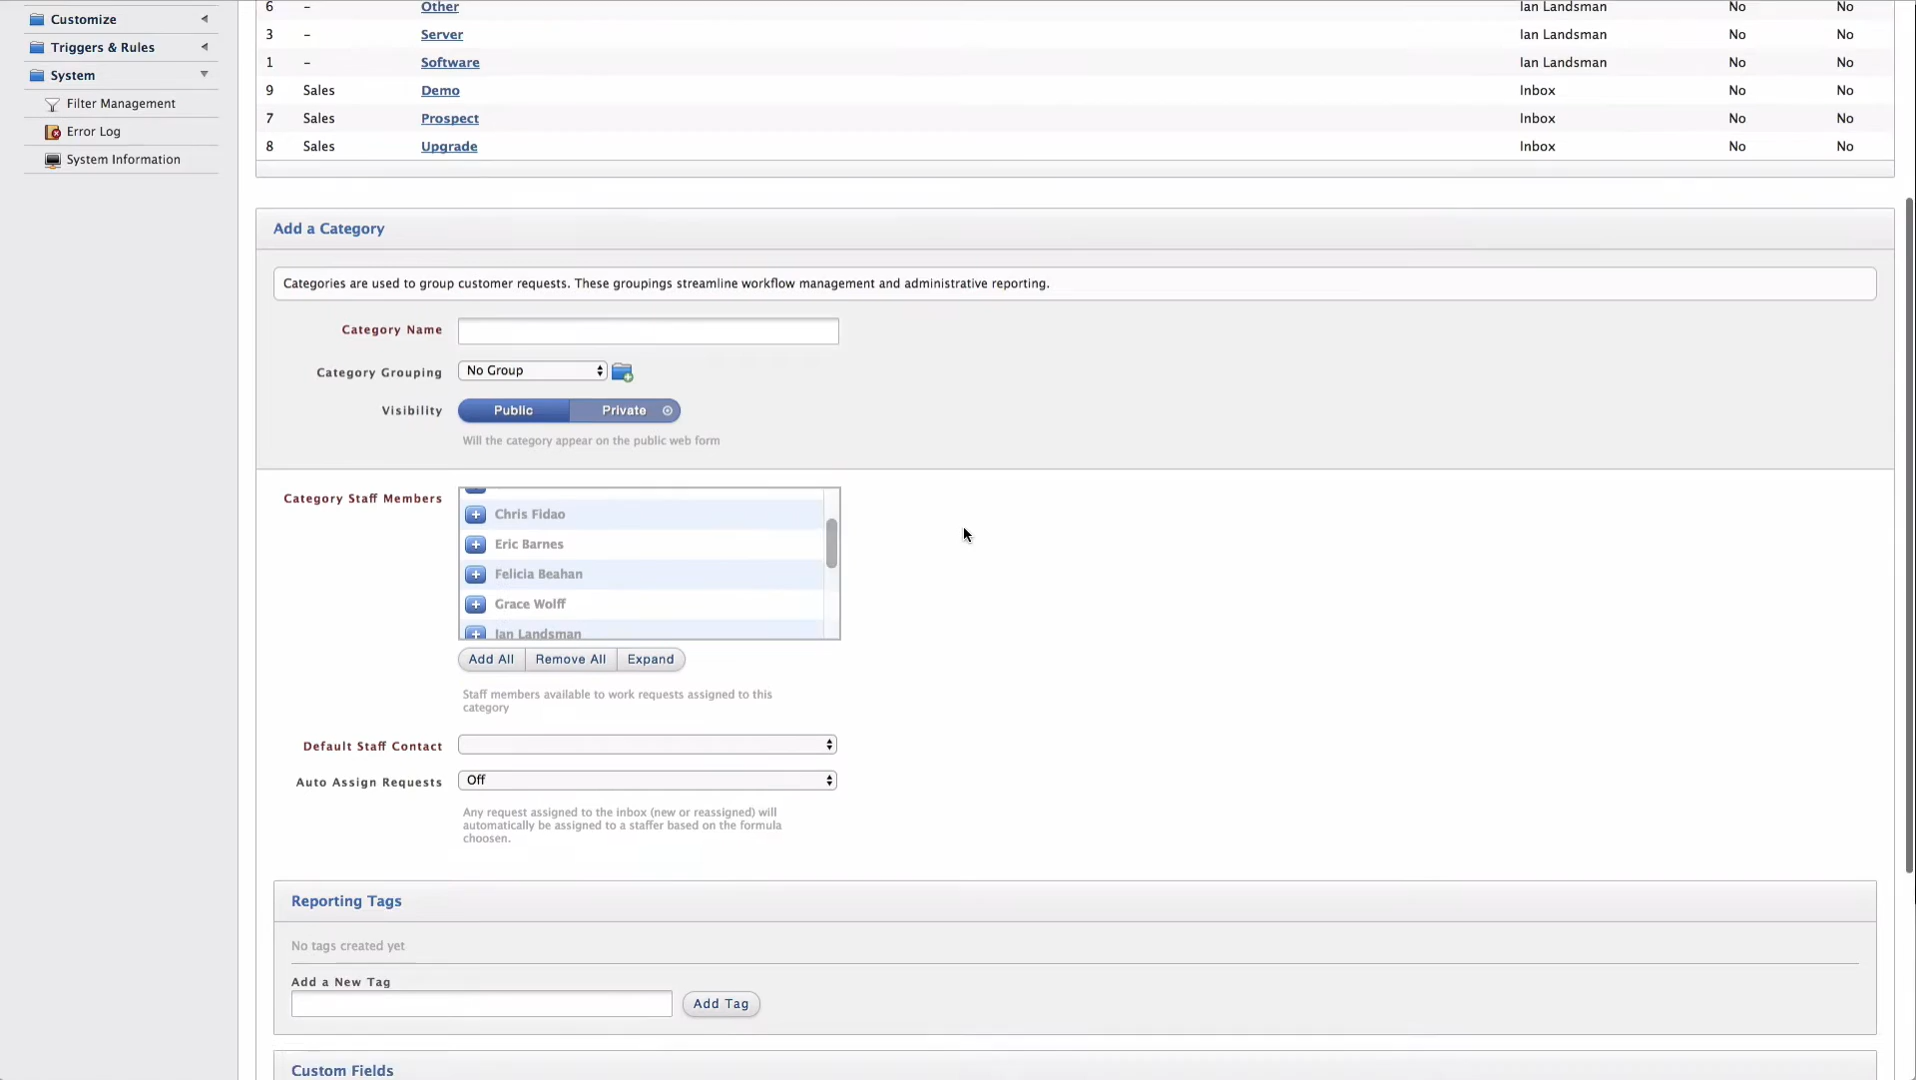 Customize
Triggers & Rules
System
Filter Management
Error Log
System Information
6 – Other Ian Landsman No No
3 – Server Ian Landsman No No
1 – Software Ian Landsman No No
9 Sales Demo Inbox No No
7 Sales Prospect Inbox No No
8 Sales Upgrade Inbox No No
Add a Category
Categories are used to group customer requests. These groupings streamline workflow management and administrative reporting.
Category Name
Category Grouping No Group
Visibility Public Private
Will the category appear on the public web form
Category Staff Members
Chris Fidao
Eric Barnes
Felicia Beahan
Grace Wolff
Ian Landsman
Add All Remove All Expand
Staff members available to work requests assigned to this
category
Default Staff Contact
Auto Assign Requests Off
Any request assigned to the inbox (new or reassigned) will
automatically be assigned to a staffer based on the formula
choosen.
Reporting Tags
No tags created yet
Add a New Tag
Add Tag
Custom Fields